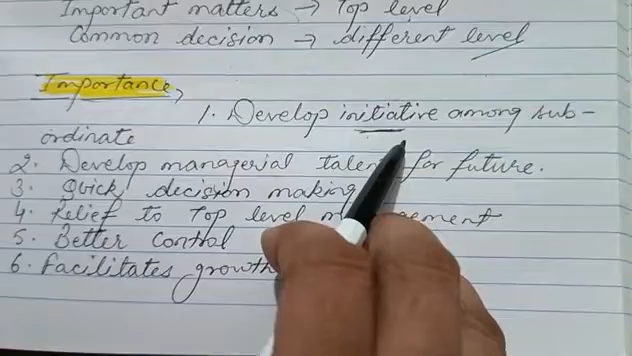 Important matters → Top level
Common decision → different level
Importance,
1. Develop initiative among sub-
ordinate
2. Develop managerial talent for future.
3. Quick decision making
4. Relief to Top level management
5. Better Control
6. Facilitates growth